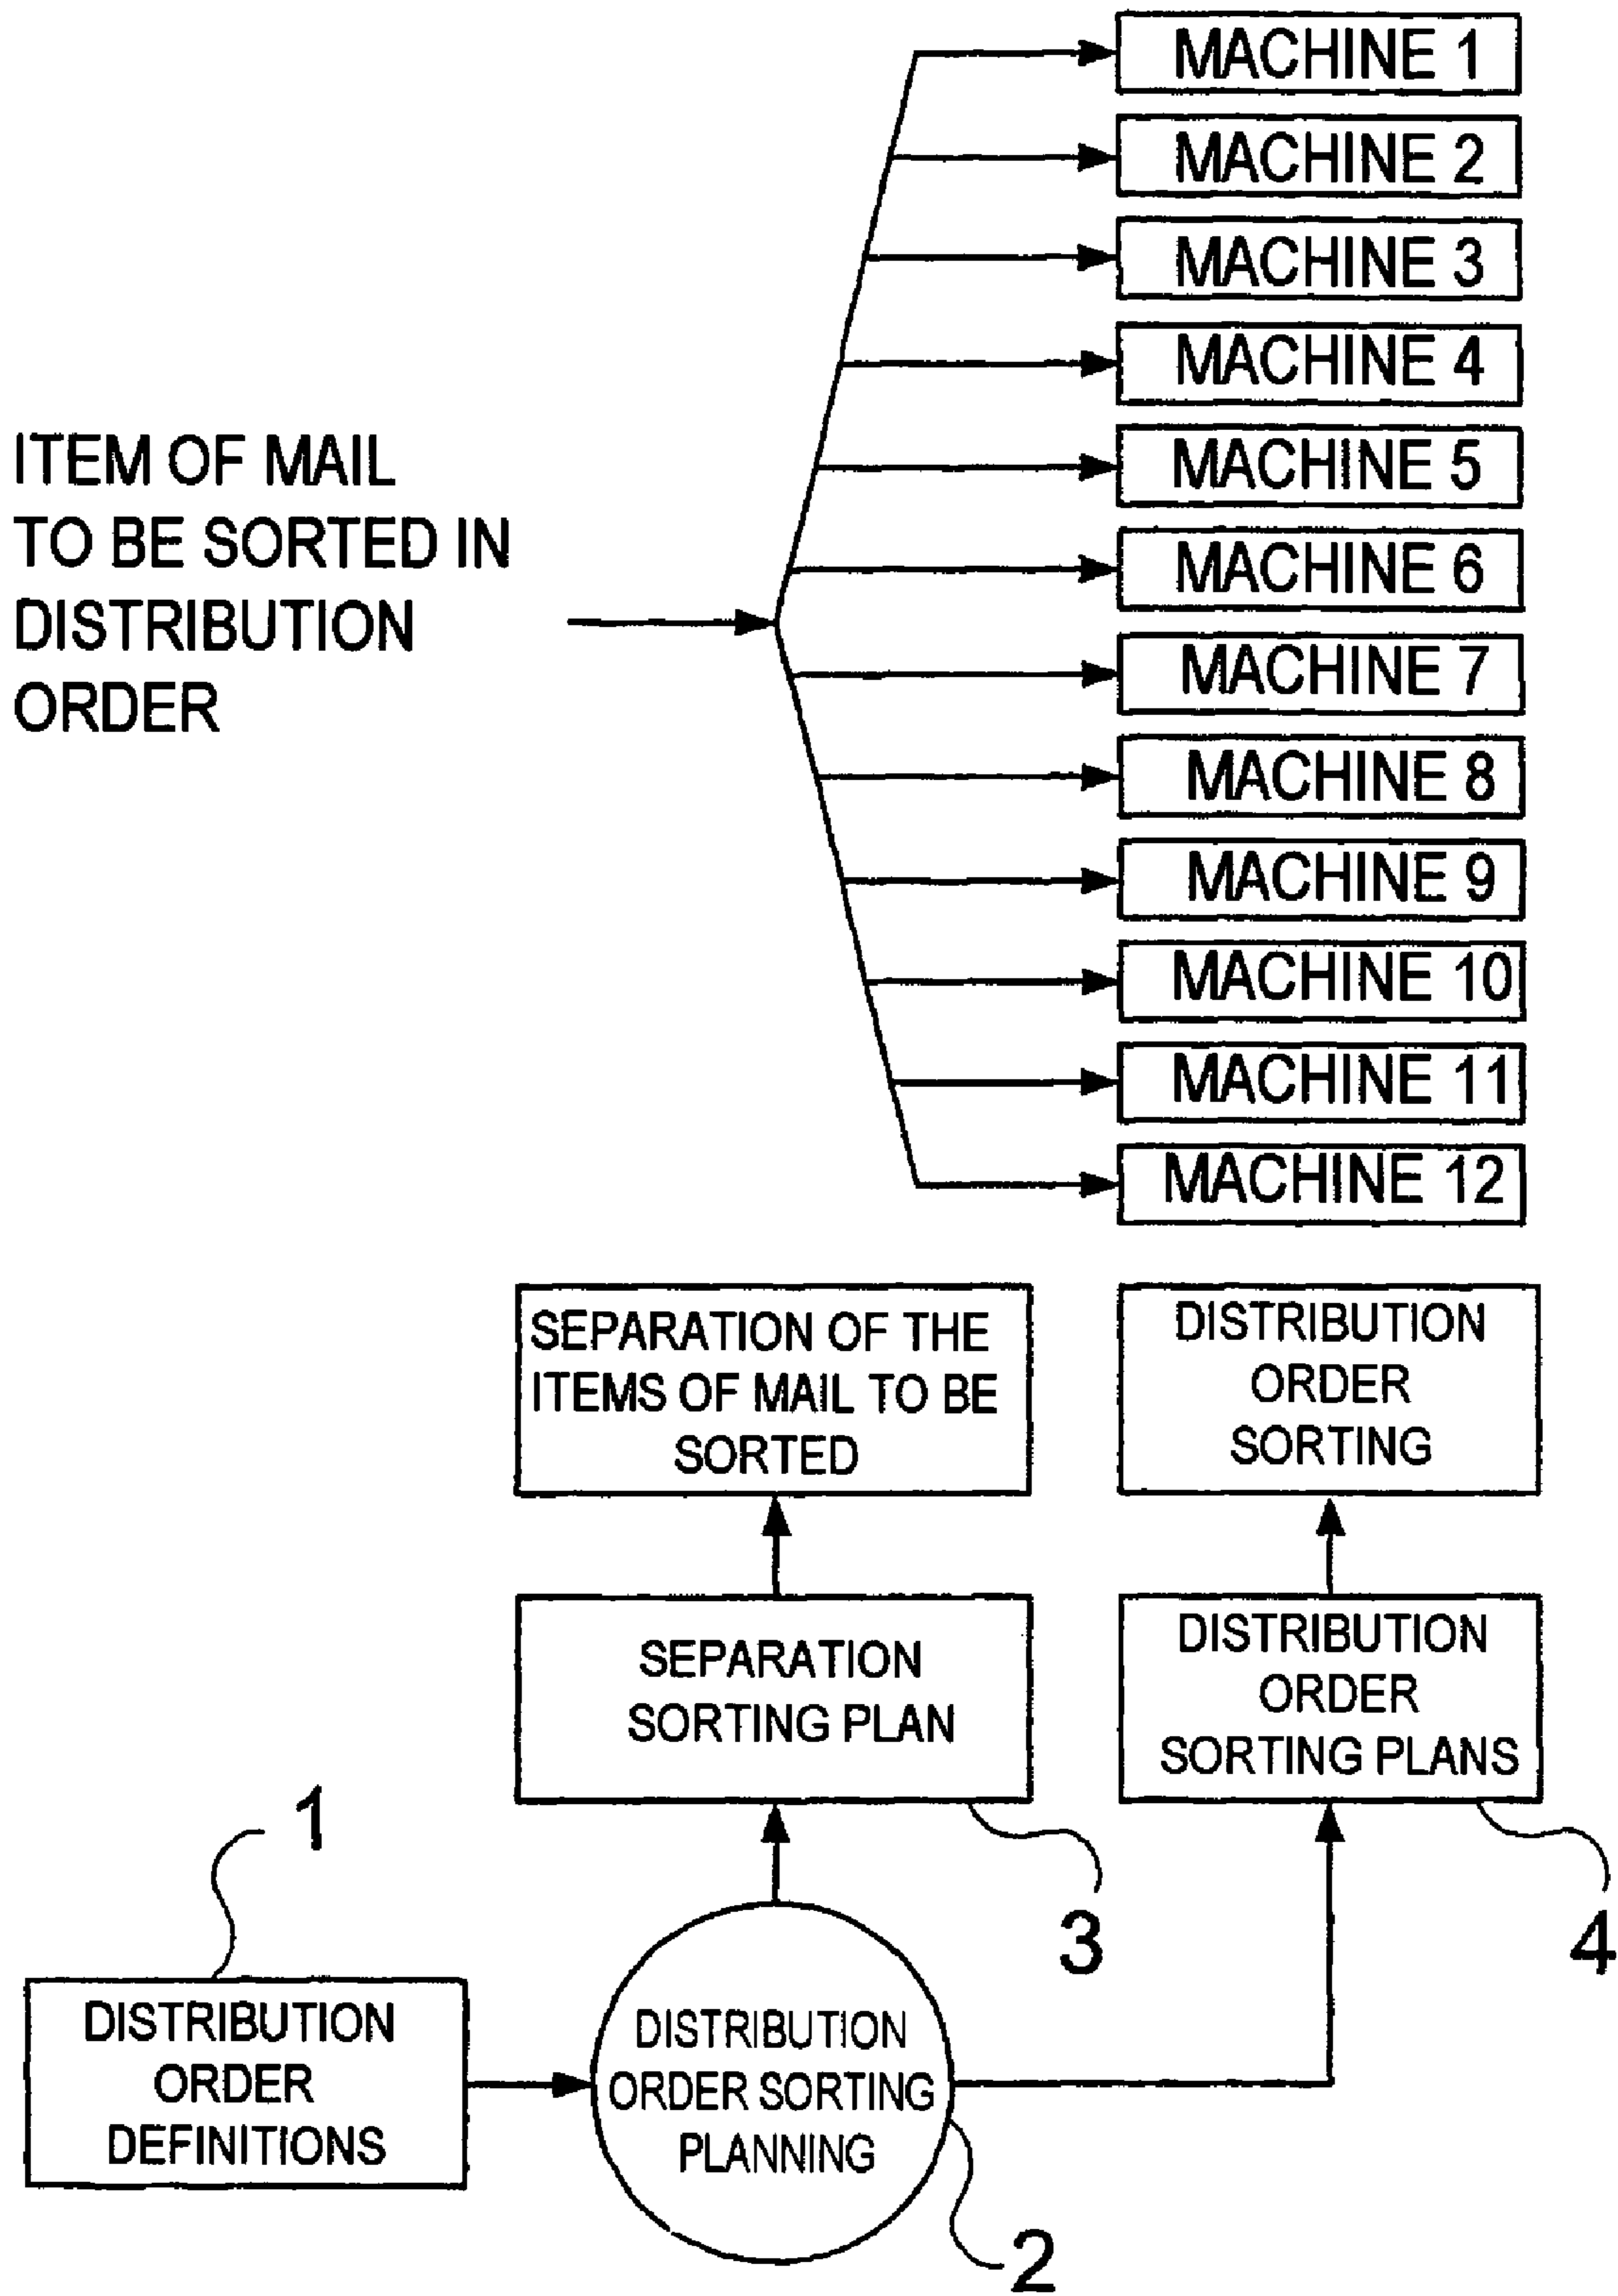 MACHINE 1
MACHINE 2
MACHINE 3
MACHINE 4
MACHINE 5
MACHINE 6
MACHINE 7
MACHINE 8
MACHINE 9
MACHINE 10
MACHINE 11
MACHINE 12
ITEM OF MAIL
TO BE SORTED IN
DISTRIBUTION
ORDER
SEPARATION OF THE
ITEMS OF MAIL TO BE
SORTED
DISTRIBUTION
ORDER
SORTING
SEPARATION
SORTING PLAN
DISTRIBUTION
ORDER
SORTING PLANS
1
3
4
DISTRIBUTION
ORDER
DEFINITIONS
DISTRIBUTION
ORDER SORTING
PLANNING
2